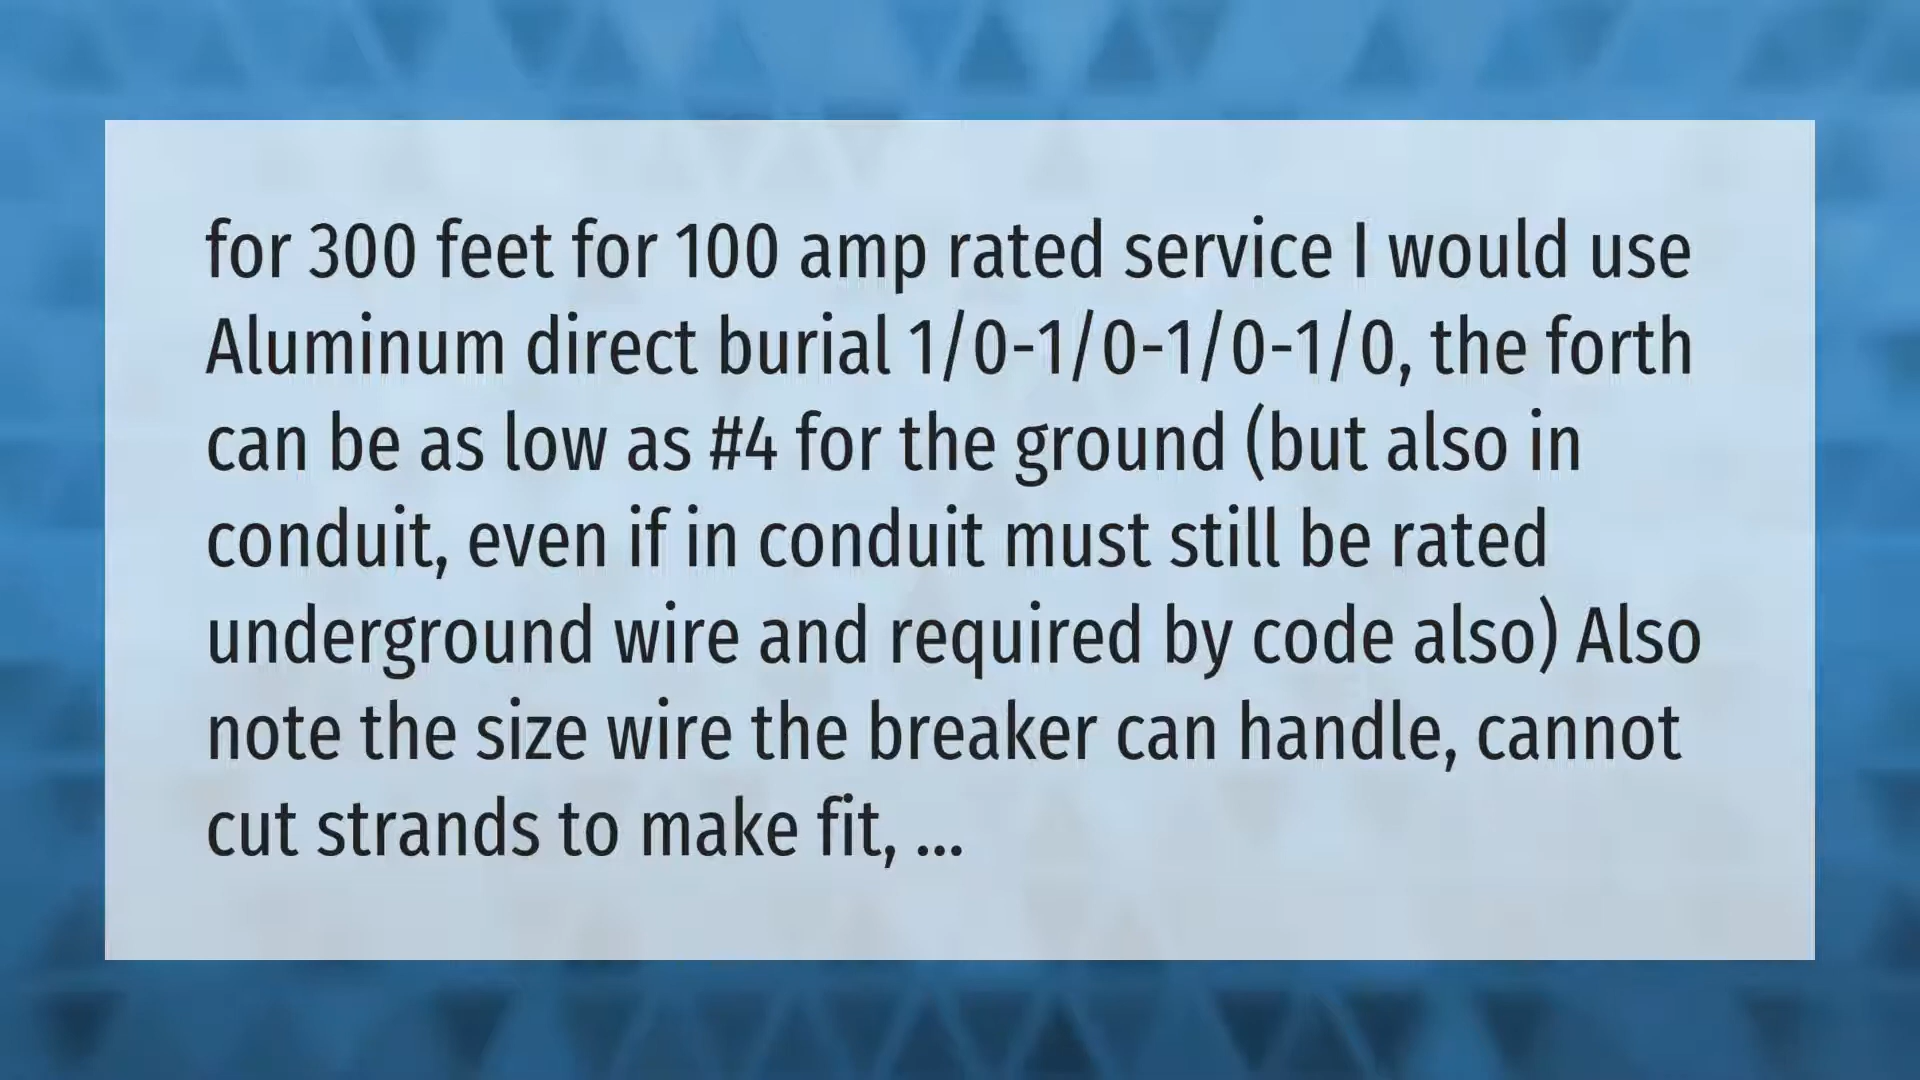 for 300 feet for 100 amp rated service I would use
Aluminum direct burial 1/0-1/0-1/0-1/0, the forth
can be as low as #4 for the ground (but also in
conduit, even if in conduit must still be rated
underground wire and required by code also) Also
note the size wire the breaker can handle, cannot
cut strands to make fit, ...